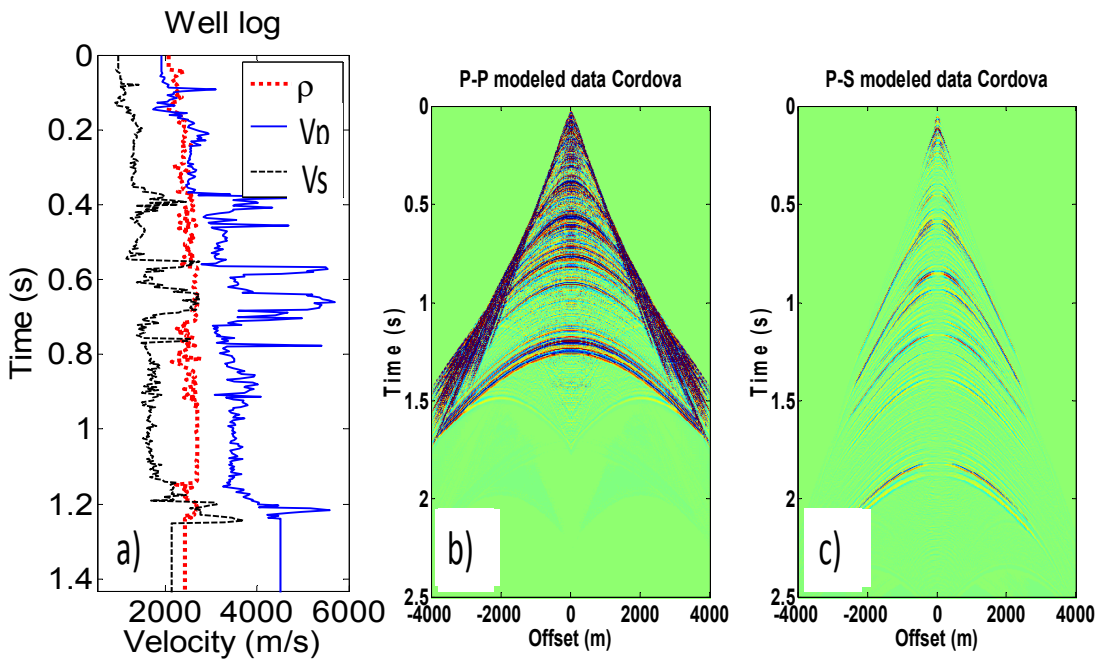 Well log
0
0.2
0.4
0.6
0.8
1
1.2
1.4
Time (s)
2000 4000 6000
Velocity (m/s)
ρ
Vp
Vs
a)
P-P modeled data Cordova
0
0.5
1
1.5
2
2.5
Time (s)
-4000 -2000 0 2000 4000
Offset (m)
b)
P-S modeled data Cordova
0
0.5
1
1.5
2
2.5
Time (s)
-4000 -2000 0 2000 4000
Offset (m)
c)